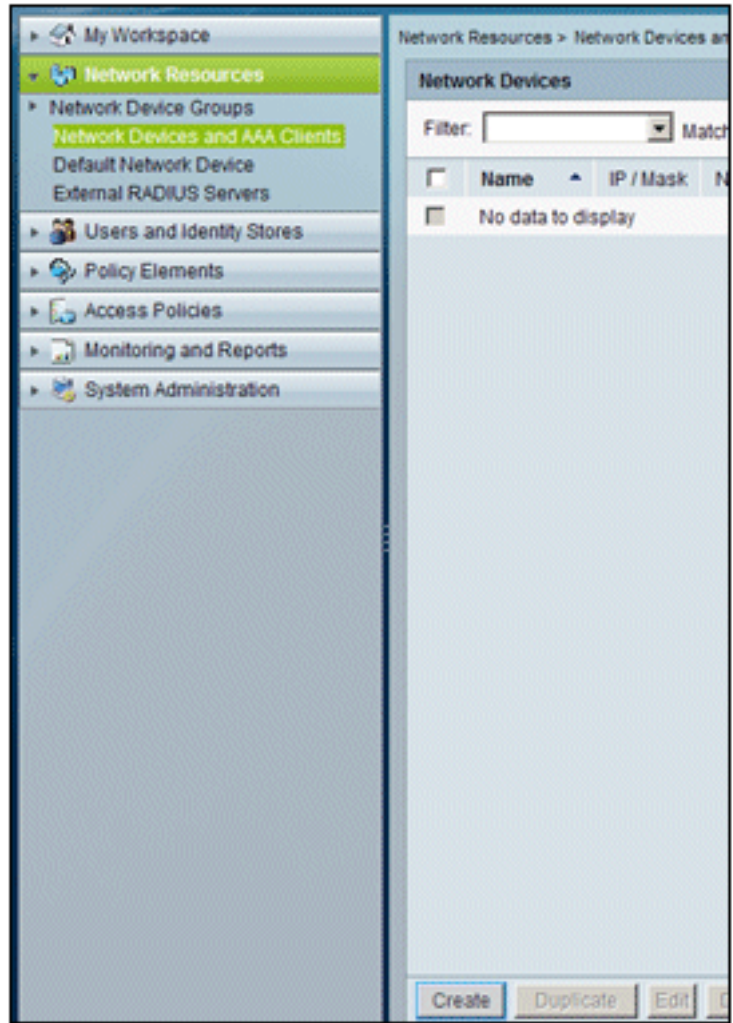 My Workspace
Network Resources
Network Device Groups
Network Devices and AAA Clients
Default Network Device
External RADIUS Servers
Users and Identity Stores
Policy Elements
Access Policies
Monitoring and Reports
System Administration
Network Resources > Network Devices an
Network Devices
Filter: Match
Name IP / Mask N
No data to display
Create Duplicate Edit D